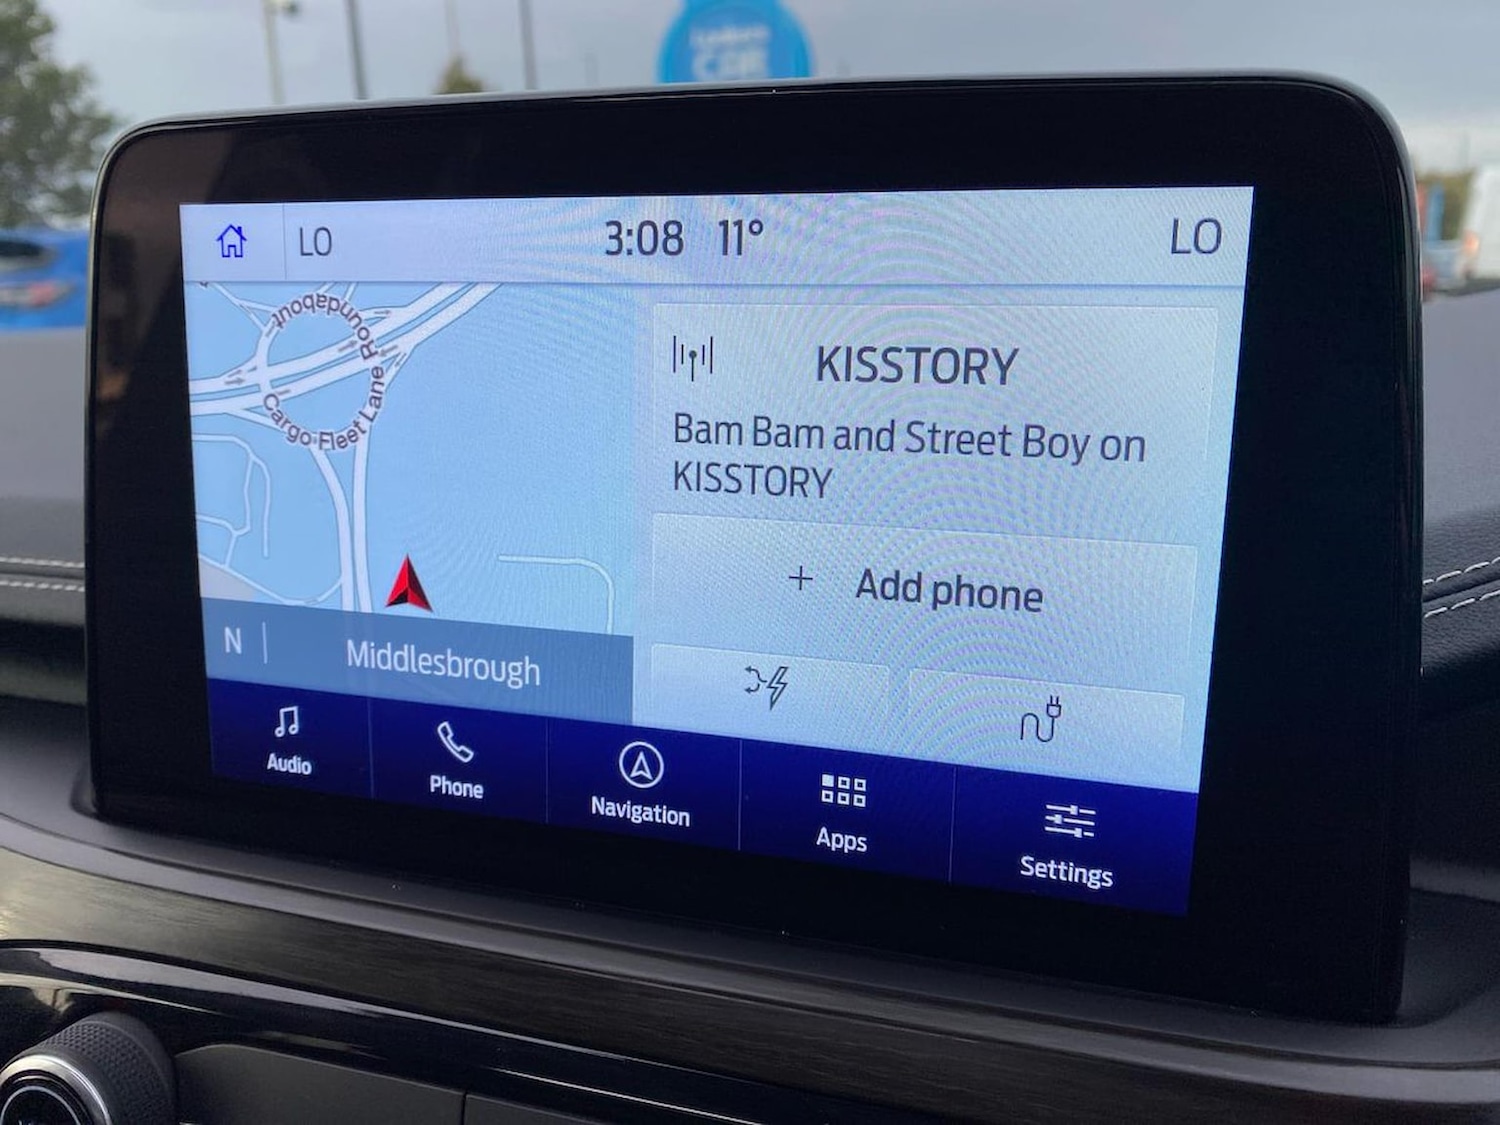 LO
3:08 11°
LO
Cargo Fleet Lane Roundabout
KISSTORY
Bam Bam and Street Boy on
KISSTORY
+ Add phone
N | Middlesbrough
Audio
Phone
Navigation
Apps
Settings